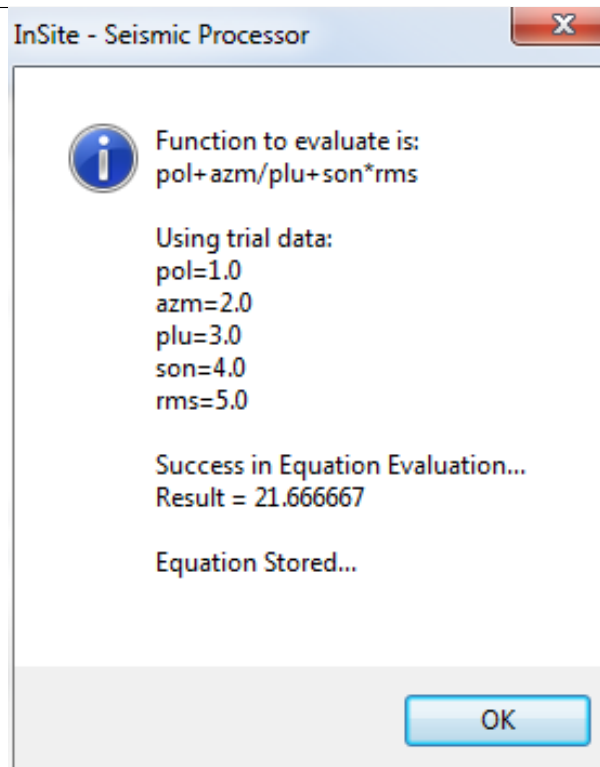 InSite - Seismic Processor
Function to evaluate is:
pol+azm/plu+son*rms
Using trial data:
pol=1.0
azm=2.0
plu=3.0
son=4.0
rms=5.0
Success in Equation Evaluation...
Result = 21.666667
Equation Stored...
OK